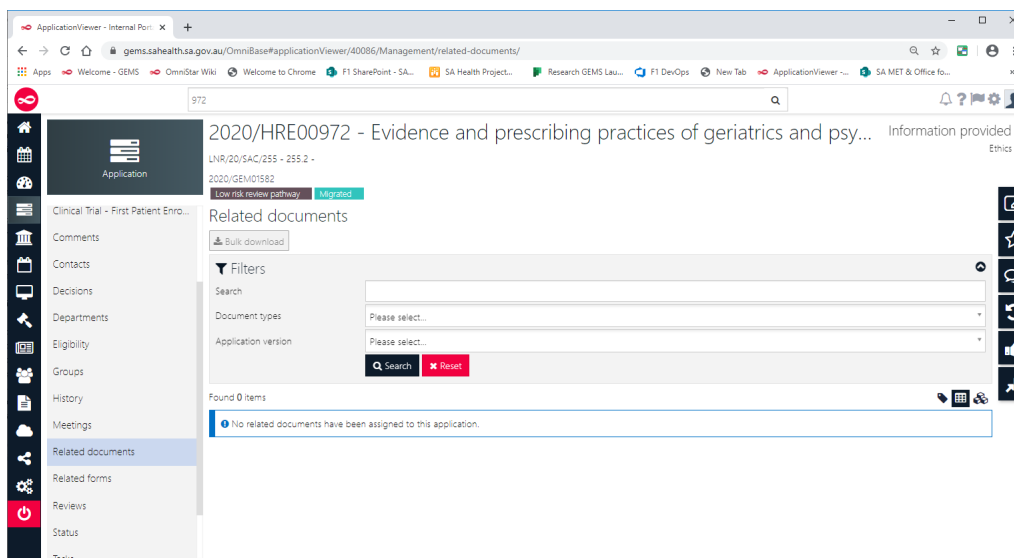 ApplicationViewer - Internal Port
gems.sahealth.sa.gov.au/OmniBase#applicationViewer/40086/Management/related-documents/
Apps Welcome - GEMS OmniStar Wiki Welcome to Chrome F1 SharePoint - SA... SA Health Project... Research GEMS Lau... F1 DevOps New Tab ApplicationViewer -... SA MET & Office fo...
972
2020/HRE00972 - Evidence and prescribing practices of geriatrics and psy...
Information provided
Ethics
LNR/20/SAC/255 - 255.2 -
2020/GEM01582
Low risk review pathway Migrated
Application
Clinical Trial - First Patient Enro...
Comments
Contacts
Decisions
Departments
Eligibility
Groups
History
Meetings
Related documents
Related forms
Reviews
Status
Tasks
Related documents
Bulk download
Filters
Search
Document types Please select...
Application version Please select...
Search Reset
Found 0 items
No related documents have been assigned to this application.